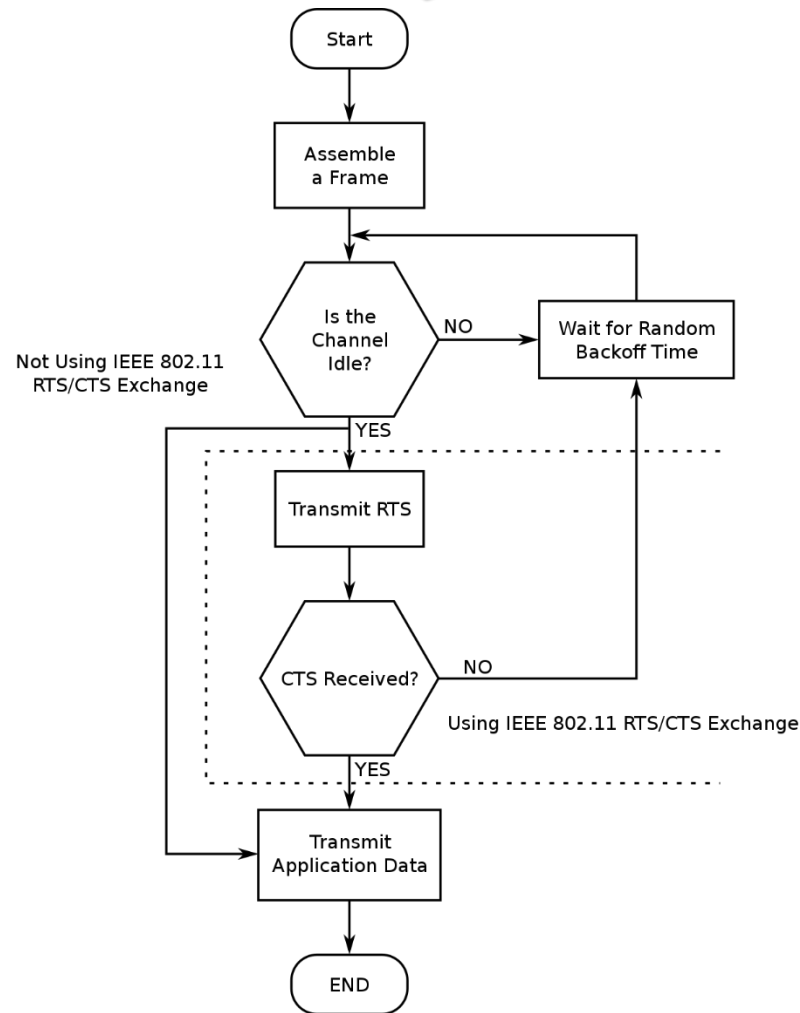 Start
Assemble
a Frame
Is the
Channel
Idle?
NO
Wait for Random
Backoff Time
Not Using IEEE 802.11
RTS/CTS Exchange
YES
Transmit RTS
CTS Received?
NO
Using IEEE 802.11 RTS/CTS Exchange
YES
Transmit
Application Data
END